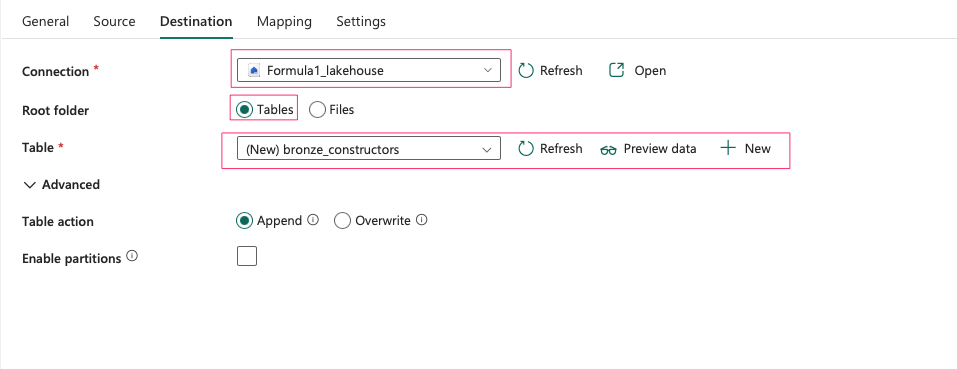 General Source Destination Mapping Settings
Connection * Formula1_lakehouse Refresh Open
Root folder Tables Files
Table * (New) bronze_constructors Refresh Preview data New
Advanced
Table action Append Overwrite
Enable partitions